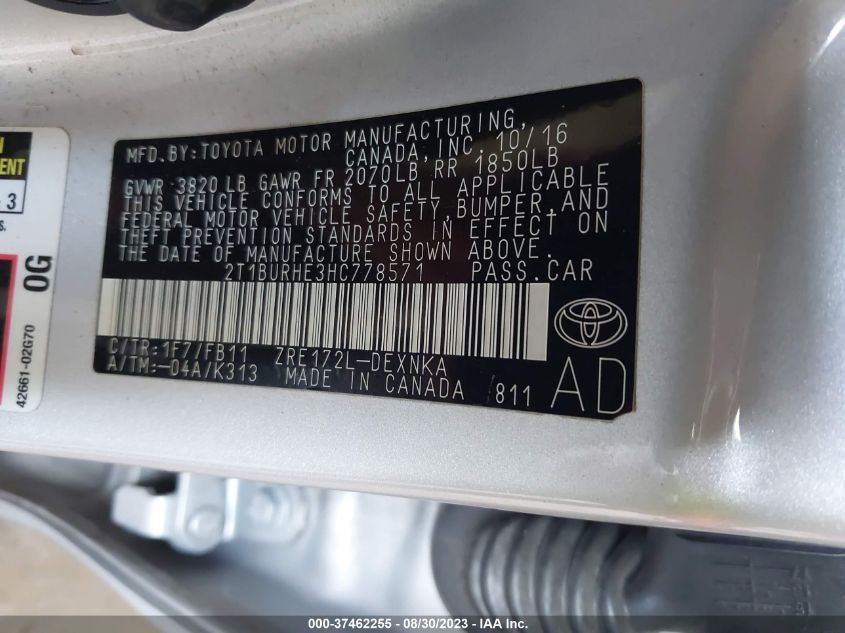 MFD.BY:TOYOTA MOTOR MANUFACTURING,
CANADA,INC. 10/16
GVWR 3820 LB GAWR FR 2070LB RR 1850LB
THIS VEHICLE CONFORMS TO ALL APPLICABLE
FEDERAL MOTOR VEHICLE SAFETY,BUMPER,AND
THEFT PREVENTION STANDARDS IN EFFECT ON
THE DATE OF MANUFACTURE SHOWN ABOVE.
2T1BURHE3HC778571 PASS.CAR
C/TR:1F7/FB11 ZRE172L-DEXNKA
A/TM:-04A/K313 MADE IN CANADA 811
AD
3
0G
42661-02G70
000-37462255 - 08/30/2023 - IAA Inc.